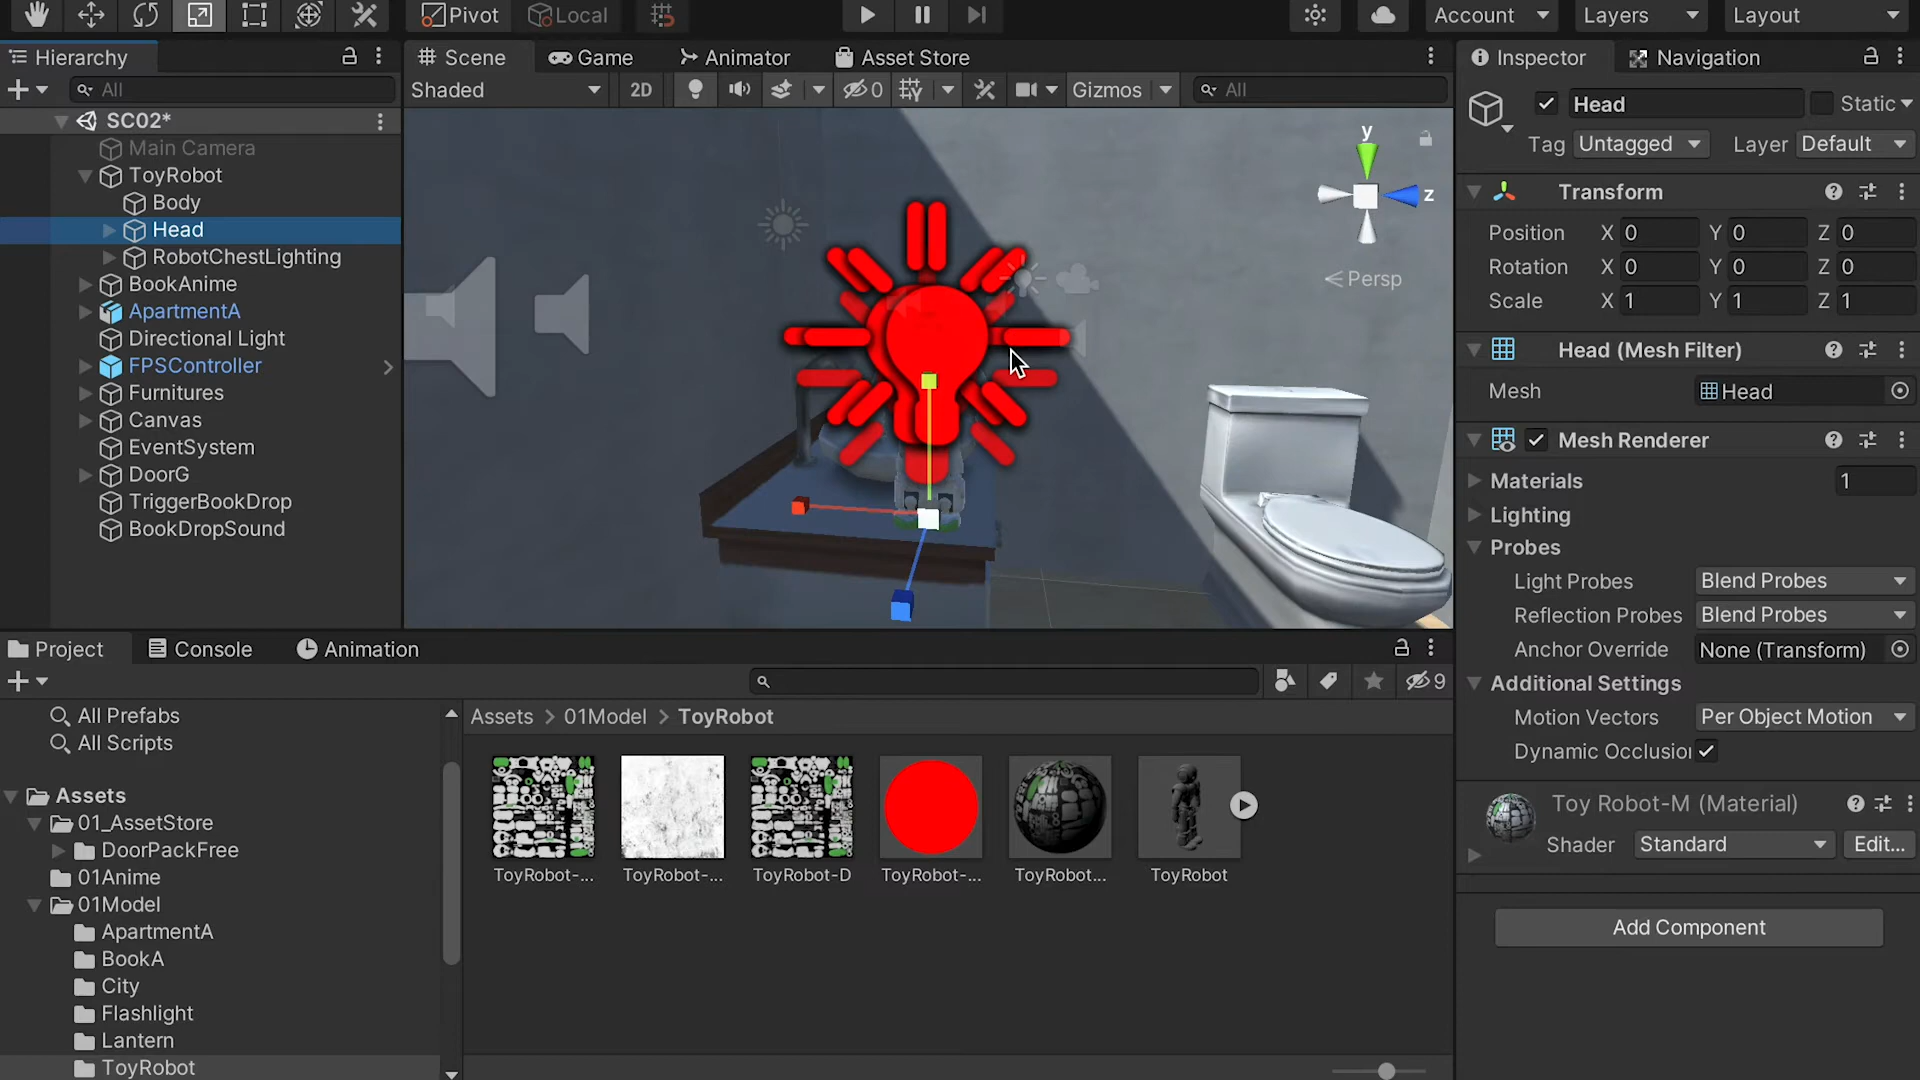 Pivot
Local
Account
Layers
Layout
Hierarchy
Scene
Game
Animator
Asset Store
Inspector
Navigation
All
Shaded
2D
0
Gizmos
All
SC02*
Main Camera
ToyRobot
Body
Head
RobotChestLighting
BookAnime
ApartmentA
Directional Light
FPSController
Furnitures
Canvas
EventSystem
DoorG
TriggerBookDrop
BookDropSound
y
z
< Persp
Head
Static
Tag Untagged
Layer Default
Transform
Position X 0 Y 0 Z 0
Rotation X 0 Y 0 Z 0
Scale X 1 Y 1 Z 1
Head (Mesh Filter)
Mesh Head
Mesh Renderer
Materials 1
Lighting
Probes
Light Probes Blend Probes
Reflection Probes Blend Probes
Anchor Override None (Transform)
Additional Settings
Motion Vectors Per Object Motion
Dynamic Occlusion
Toy Robot-M (Material)
Shader Standard Edit...
Add Component
Project
Console
Animation
9
All Prefabs
All Scripts
Assets
01_AssetStore
DoorPackFree
01Anime
01Model
ApartmentA
BookA
City
Flashlight
Lantern
ToyRobot
Assets > 01Model > ToyRobot
ToyRobot-...
ToyRobot-...
ToyRobot-D
ToyRobot-...
ToyRobot...
ToyRobot